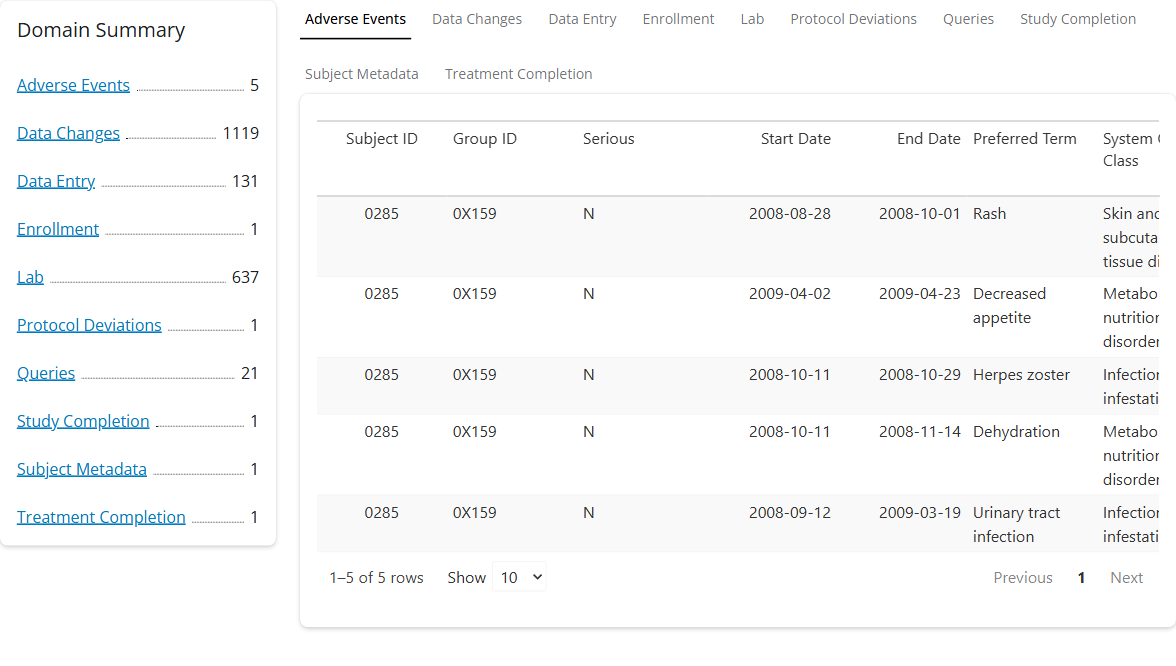 Domain Summary
Adverse Events 5
Data Changes 1119
Data Entry 131
Enrollment 1
Lab 637
Protocol Deviations 1
Queries 21
Study Completion 1
Subject Metadata 1
Treatment Completion 1
Adverse Events Data Changes Data Entry Enrollment Lab Protocol Deviations Queries Study Completion
Subject Metadata Treatment Completion
Subject ID Group ID Serious Start Date End Date Preferred Term System
Class
0285 0X159 N 2008-08-28 2008-10-01 Rash Skin and
subcuta
tissue di
0285 0X159 N 2009-04-02 2009-04-23 Decreased Metabo
appetite nutrition
disorder
0285 0X159 N 2008-10-11 2008-10-29 Herpes zoster Infection
infestati
0285 0X159 N 2008-10-11 2008-11-14 Dehydration Metabo
nutrition
disorder
0285 0X159 N 2008-09-12 2009-03-19 Urinary tract Infection
infection infestati
1–5 of 5 rows Show 10 Previous 1 Next